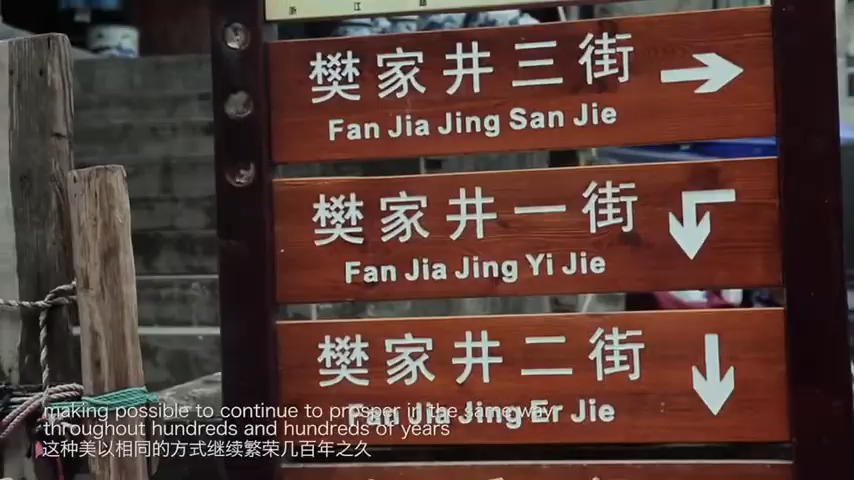 樊家井三街
Fan Jia Jing San Jie
樊家井一街
Fan Jia Jing Yi Jie
樊家井二街
Fan Jia Jing Er Jie
making possible to continue to prosper in the same way
throughout hundreds and hundreds of years
这种美以相同的方式继续繁荣几百年之久